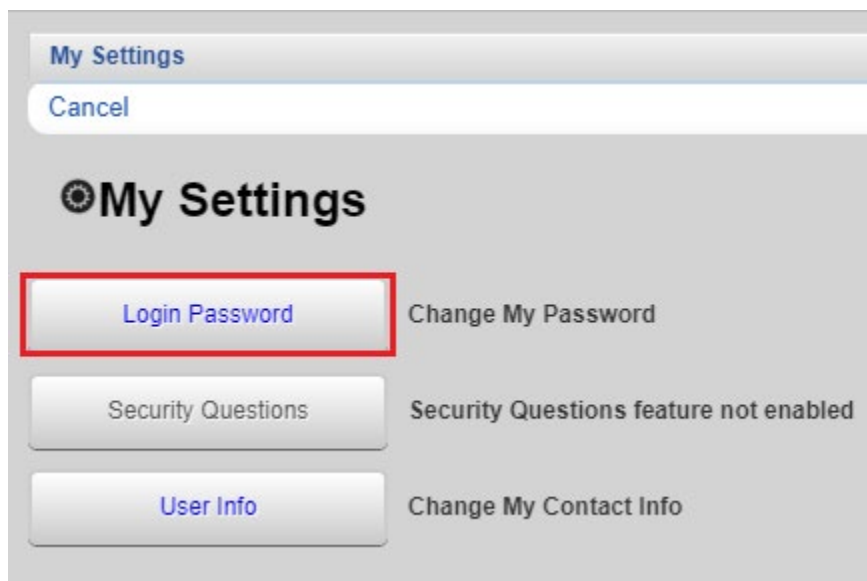 My Settings
Cancel
My Settings
Login Password Change My Password
Security Questions Security Questions feature not enabled
User Info Change My Contact Info